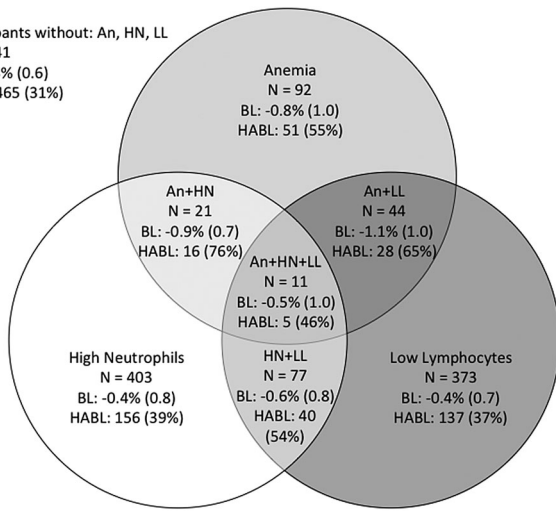 without: An, HN, LL
% (0.6)
(31%)
Anemia
N = 92
BL: -0.8% (1.0)
HABL: 51 (55%)
An+HN
N = 21
BL: -0.9% (0.7)
HABL: 16 (76%)
An+LL
N = 44
BL: -1.1% (1.0)
HABL: 28 (65%)
An+HN+LL
N = 11
BL: -0.5% (1.0)
HABL: 5 (46%)
High Neutrophils
N = 403
BL: -0.4% (0.8)
HABL: 156 (39%)
HN+LL
N = 77
BL: -0.6% (0.8)
HABL: 40
(54%)
Low Lymphocytes
N = 373
BL: -0.4% (0.7)
HABL: 137 (37%)